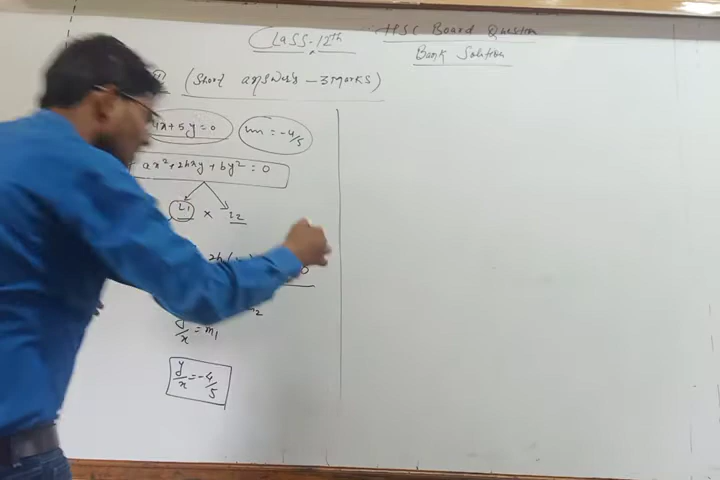 CLASS-12th
HSC Board Question
Bank Solution
(Short answers - 3 Marks)
4x+5y=0
m = -4/5
ax²+2hxy+by²=0
L1 × L2
y/x = m1
y/x = -4/5